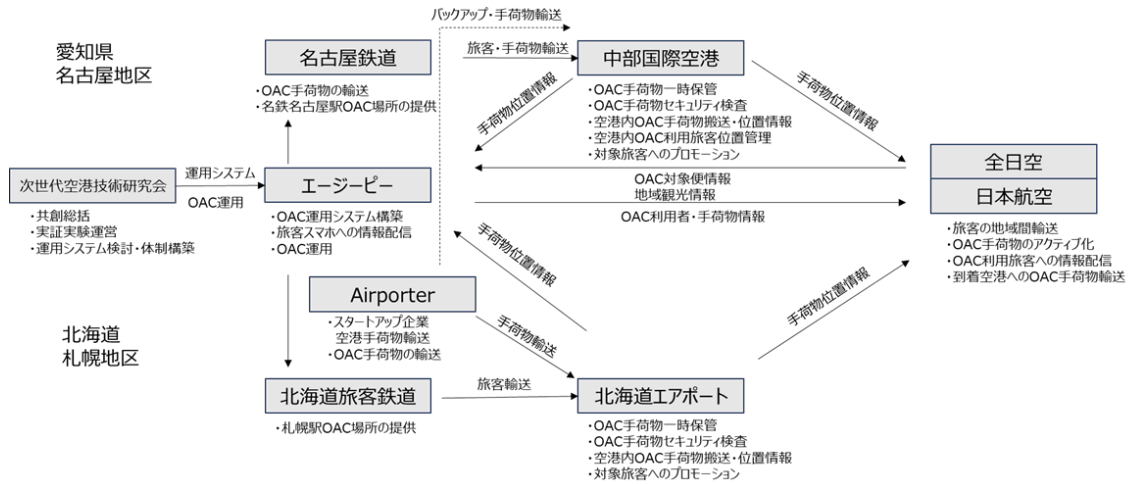 バックアップ・手荷物輸送
愛知県
名古屋地区
名古屋鉄道
・OAC手荷物の輸送
・名鉄名古屋駅OAC場所の提供
旅客・手荷物輸送
中部国際空港
・OAC手荷物一時保管
・OAC手荷物セキュリティ検査
・空港内OAC手荷物搬送・位置情報
・空港内OAC利用旅客位置管理
・対象旅客へのプロモーション
手荷物位置情報
手荷物位置情報
次世代空港技術研究会
・共創総括
・実証実験運営
・運用システム検討・体制構築
運用システム
OAC運用
エージーピー
・OAC運用システム構築
・旅客スマホへの情報配信
・OAC運用
OAC対象便情報
地域観光情報
OAC利用者・手荷物情報
全日空
日本航空
・旅客の地域間輸送
・OAC手荷物のアクティブ化
・OAC利用旅客への情報配信
・到着空港へのOAC手荷物輸送
手荷物位置情報
手荷物位置情報
北海道
札幌地区
Airporter
・スタートアップ企業
空港手荷物輸送
・OAC手荷物の輸送
手荷物輸送
北海道旅客鉄道
・札幌駅OAC場所の提供
旅客輸送
北海道エアポート
・OAC手荷物一時保管
・OAC手荷物セキュリティ検査
・空港内OAC手荷物搬送・位置情報
・対象旅客へのプロモーション